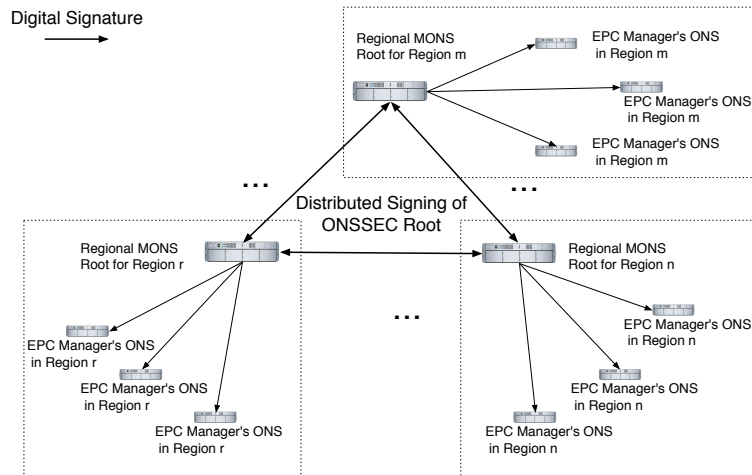 Digital Signature
Regional MONS
Root for Region m
EPC Manager's ONS
in Region m
EPC Manager's ONS
in Region m
EPC Manager's ONS
in Region m
...
...
Distributed Signing of
ONSSEC Root
Regional MONS
Root for Region r
EPC Manager's ONS
in Region r
EPC Manager's ONS
in Region r
EPC Manager's ONS
in Region r
...
Regional MONS
Root for Region n
EPC Manager's ONS
in Region n
EPC Manager's ONS
in Region n
EPC Manager's ONS
in Region n